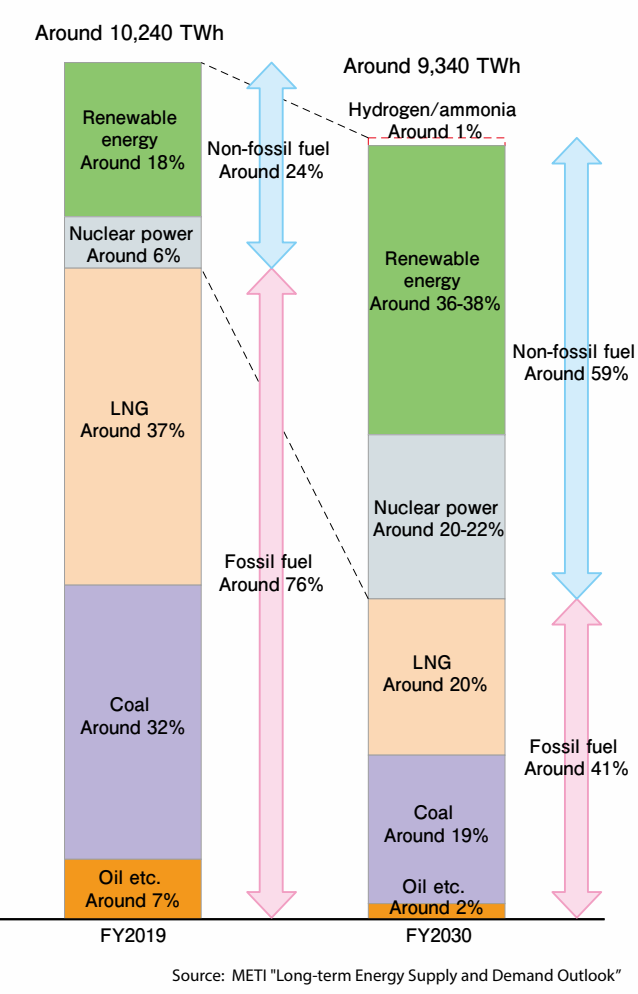 Around 10,240 TWh
Renewable
energy
Around 18%
Nuclear power
Around 6%
LNG
Around 37%
Coal
Around 32%
Oil etc.
Around 7%
FY2019
Non-fossil fuel
Around 24%
Fossil fuel
Around 76%
Around 9,340 TWh
Hydrogen/ammonia
Around 1%
Renewable
energy
Around 36-38%
Nuclear power
Around 20-22%
LNG
Around 20%
Coal
Around 19%
Oil etc.
Around 2%
FY2030
Non-fossil fuel
Around 59%
Fossil fuel
Around 41%
Source: METI "Long-term Energy Supply and Demand Outlook”